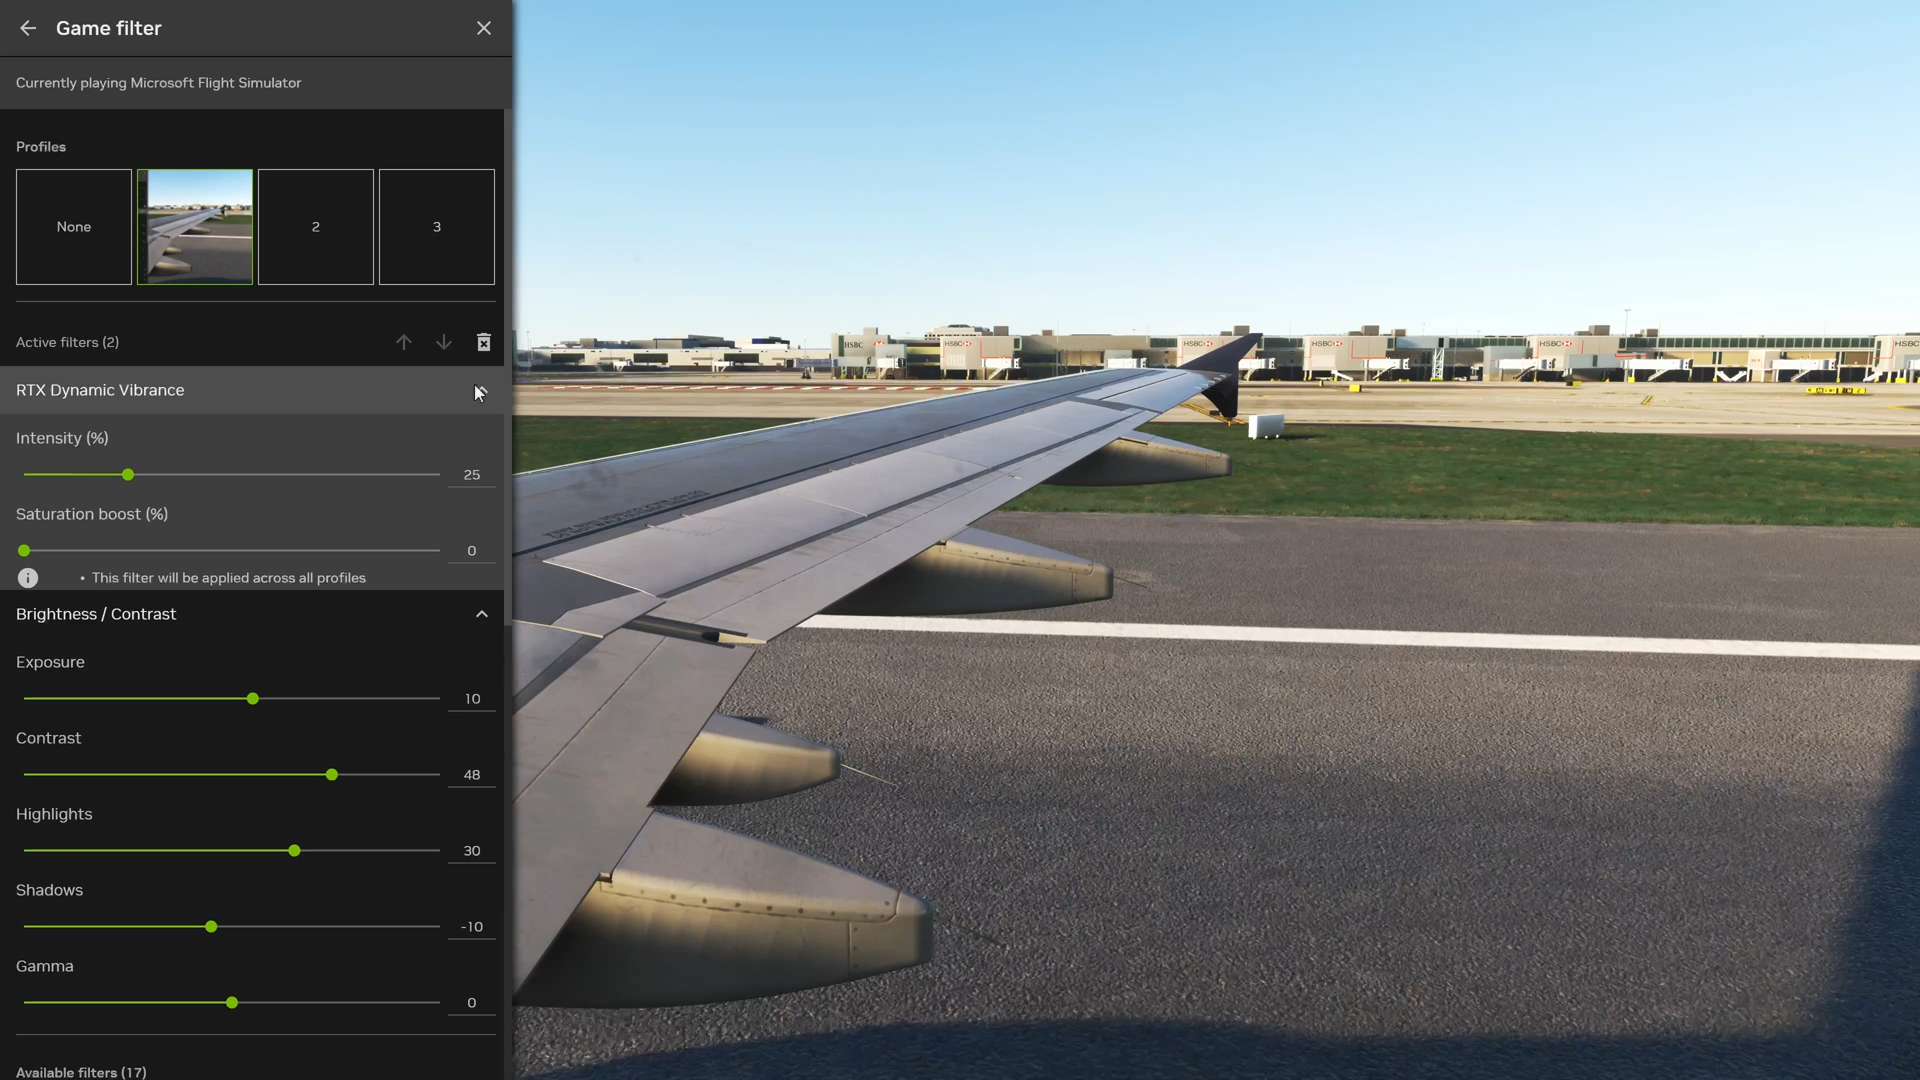 Game filter
Currently playing Microsoft Flight Simulator
Profiles
None
2
3
Active filters (2)
RTX Dynamic Vibrance
Intensity (%)
25
Saturation boost (%)
0
• This filter will be applied across all profiles
Brightness / Contrast
Exposure
10
Contrast
48
Highlights
30
Shadows
-10
Gamma
0
Available filters (17)
HSBC
HSBC
HSBC
HSBC
HSBC
HSBC